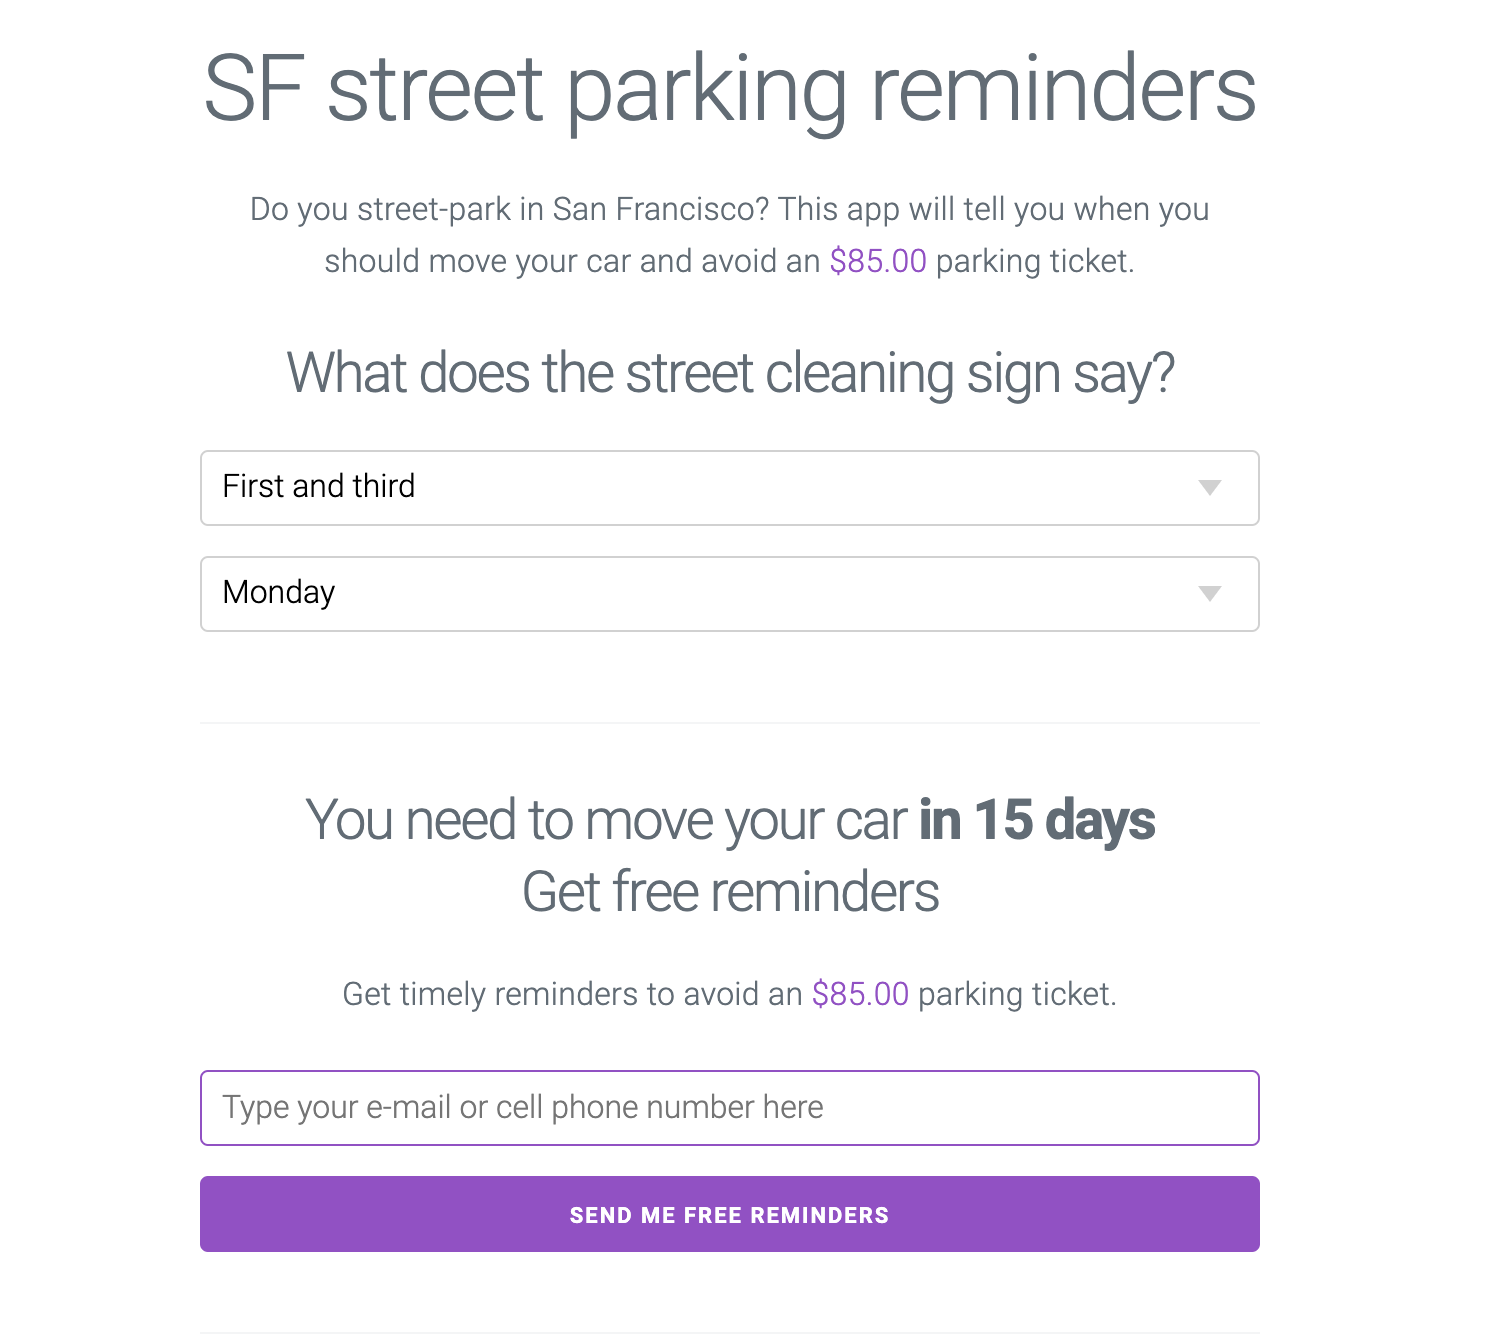 SF street parking reminders
Do you street-park in San Francisco? This app will tell you when you
should move your car and avoid an $85.00 parking ticket.
What does the street cleaning sign say?
First and third
Monday
You need to move your car in 15 days
Get free reminders
Get timely reminders to avoid an $85.00 parking ticket.
Type your e-mail or cell phone number here
SEND ME FREE REMINDERS